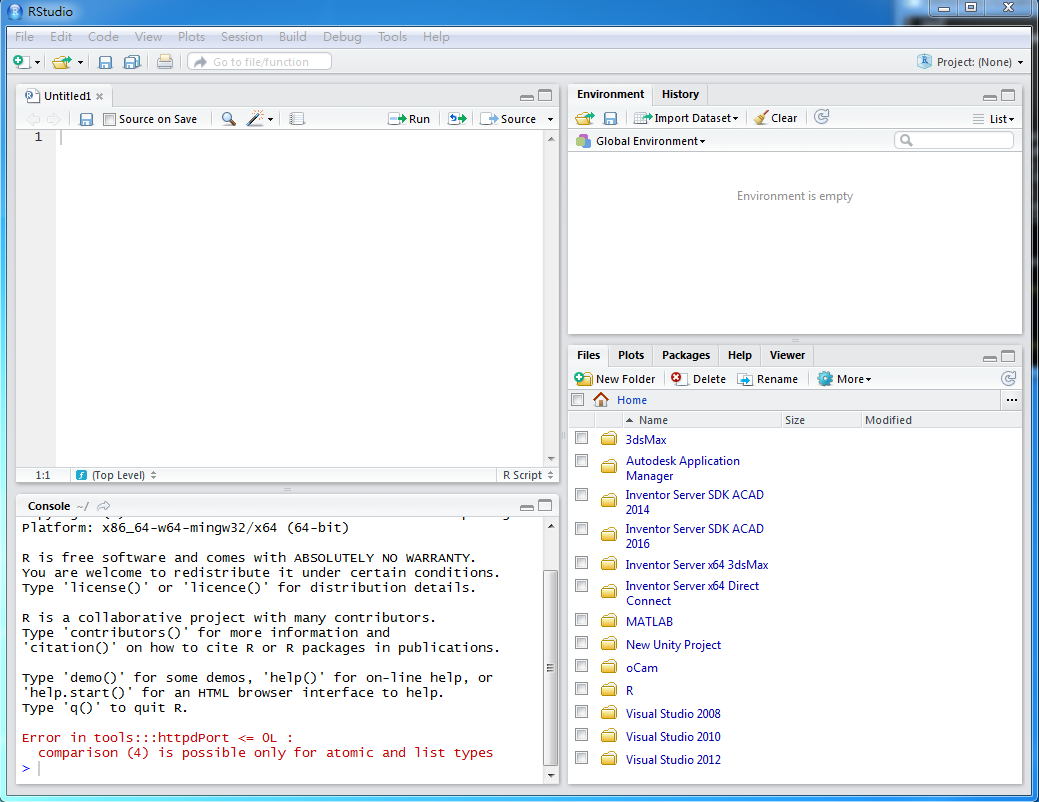 RStudio
File Edit Code View Plots Session Build Debug Tools Help
Go to file/function
Project: (None)
Untitled1
Source on Save
Run
Source
1
1:1
(Top Level)
R Script
Console ~/
Platform: x86_64-w64-mingw32/x64 (64-bit)
R is free software and comes with ABSOLUTELY NO WARRANTY.
You are welcome to redistribute it under certain conditions.
Type 'license()' or 'licence()' for distribution details.
R is a collaborative project with many contributors.
Type 'contributors()' for more information and
'citation()' on how to cite R or R packages in publications.
Type 'demo()' for some demos, 'help()' for on-line help, or
'help.start()' for an HTML browser interface to help.
Type 'q()' to quit R.
Error in tools:::httpdPort <= 0L :
comparison (4) is possible only for atomic and list types
>
Environment History
Import Dataset Clear List
Global Environment
Environment is empty
Files Plots Packages Help Viewer
New Folder Delete Rename More
Home
Name Size Modified
3dsMax
Autodesk Application
Manager
Inventor Server SDK ACAD
2014
Inventor Server SDK ACAD
2016
Inventor Server x64 3dsMax
Inventor Server x64 Direct
Connect
MATLAB
New Unity Project
oCam
R
Visual Studio 2008
Visual Studio 2010
Visual Studio 2012